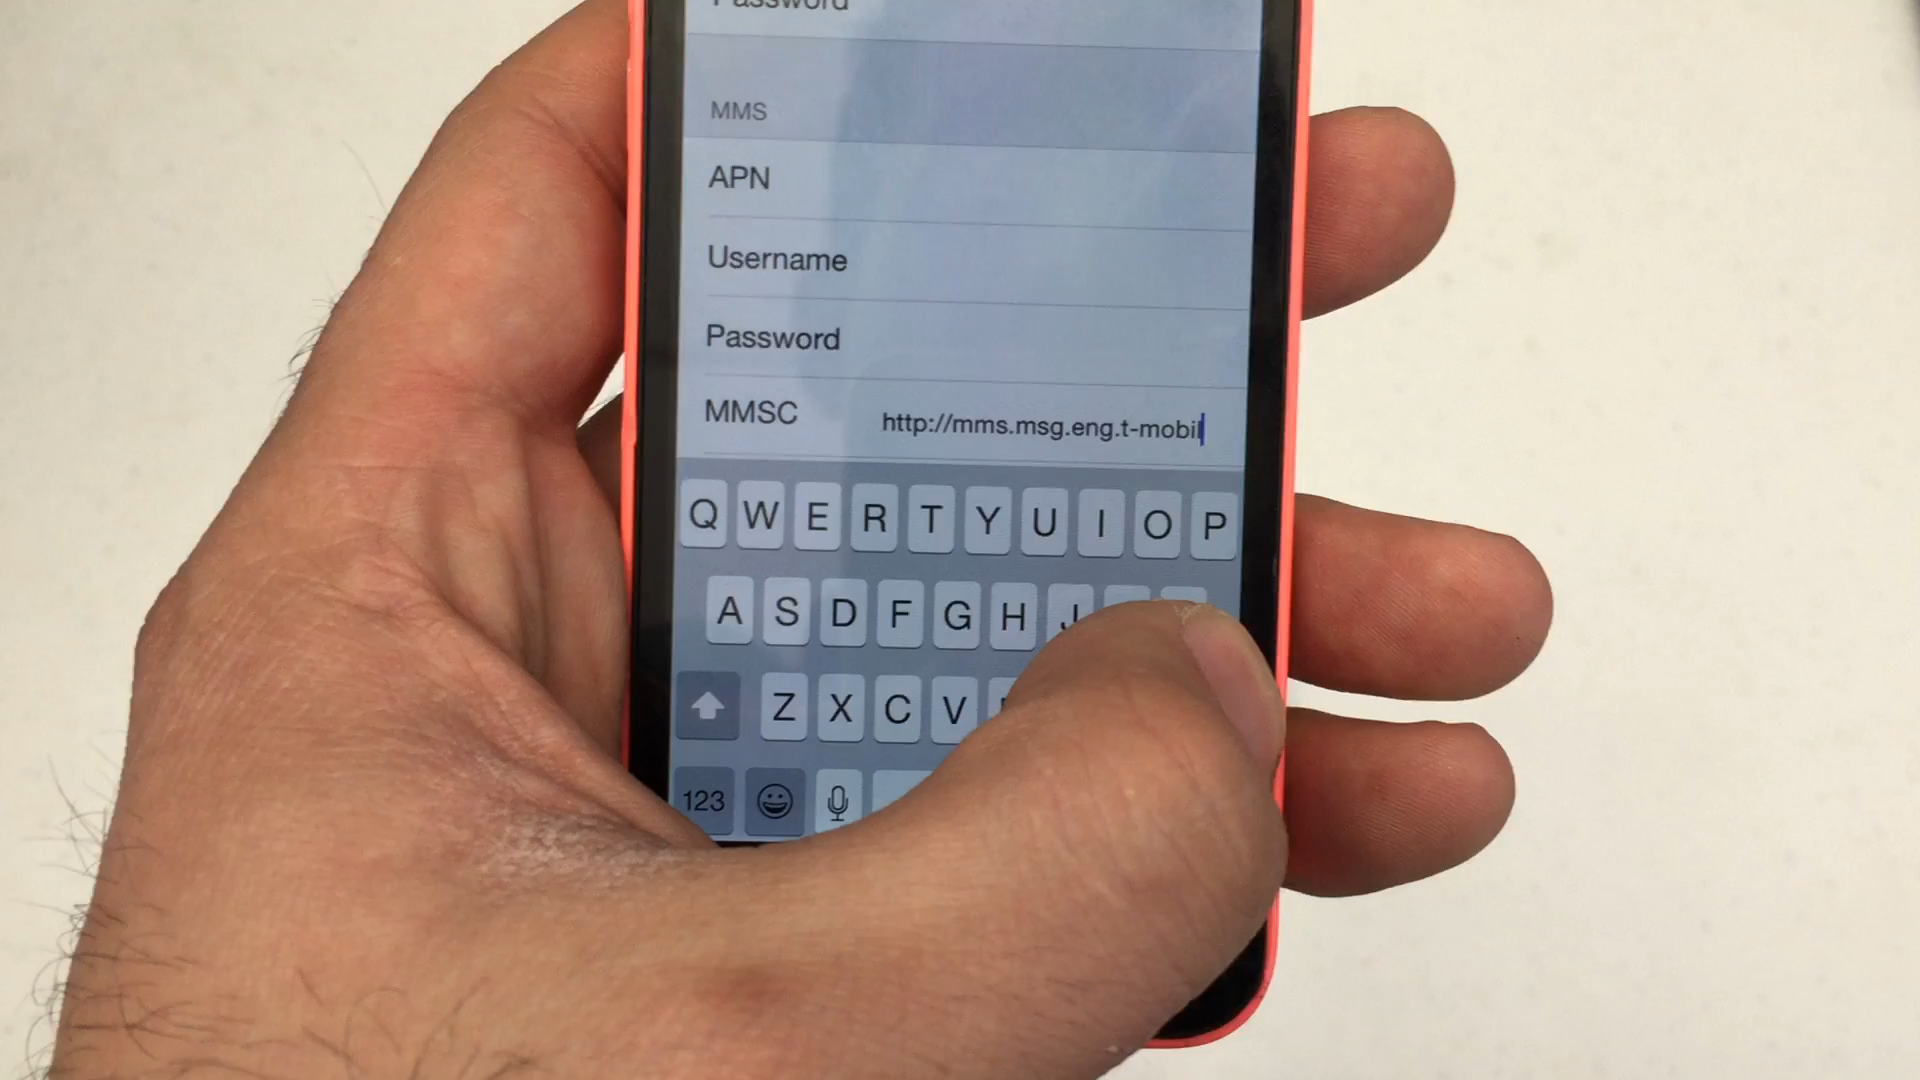 Password
MMS
APN
Username
Password
MMSC http://mms.msg.eng.t-mobil
Q W E R T Y U I O P
A S D F G H J
Z X C V
123